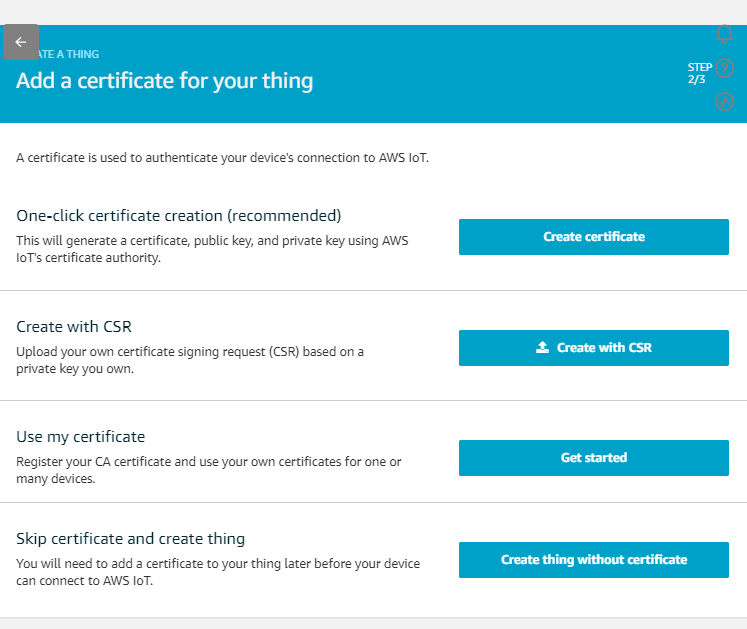 ATE A THING
Add a certificate for your thing
STEP
2/3
A certificate is used to authenticate your device's connection to AWS IoT.
One-click certificate creation (recommended)
This will generate a certificate, public key, and private key using AWS
IoT's certificate authority.
Create certificate
Create with CSR
Upload your own certificate signing request (CSR) based on a
private key you own.
Create with CSR
Use my certificate
Register your CA certificate and use your own certificates for one or
many devices.
Get started
Skip certificate and create thing
You will need to add a certificate to your thing later before your device
can connect to AWS IoT.
Create thing without certificate